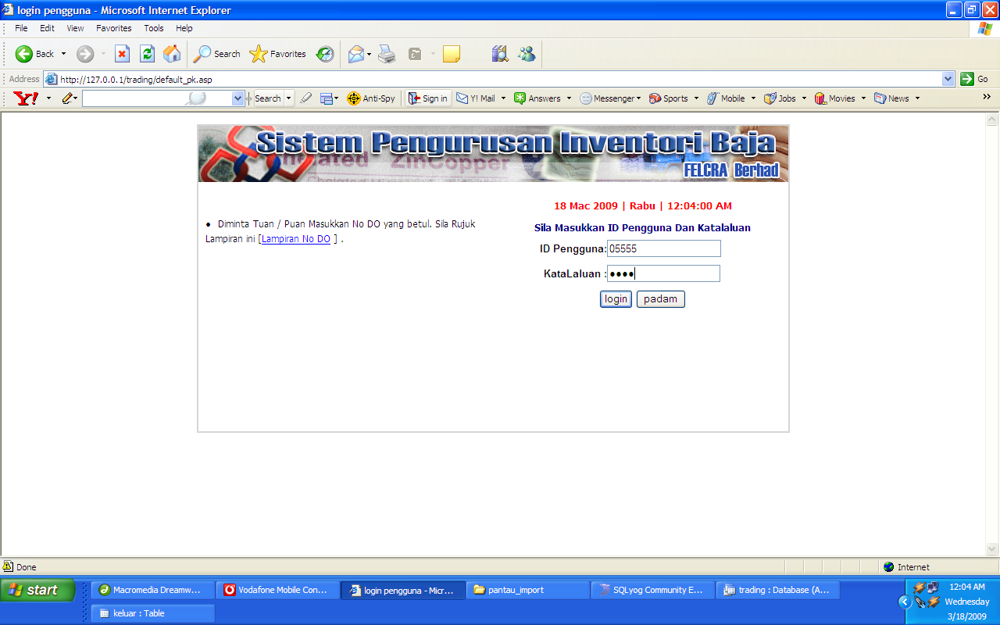 login pengguna - Microsoft Internet Explorer
File Edit View Favorites Tools Help
Back Search Favorites
Address http://127.0.0.1/trading/default_pk.asp Go
Y! Search Anti-Spy Sign in Y! Mail Answers Messenger Sports Mobile Jobs Movies News »
Sistem Pengurusan Inventori Baja
ZinCopper
FELCRA Berhad
18 Mac 2009 | Rabu | 12:04:00 AM
• Diminta Tuan / Puan Masukkan No DO yang betul. Sila Rujuk
Lampiran ini [Lampiran No DO ] .
Sila Masukkan ID Pengguna Dan Katalaluan
ID Pengguna: 05555
KataLaluan : ••••
login padam
Done Internet
start Macromedia Dreamw... Vodafone Mobile Con... login pengguna - Micr... pantau_import SQLyog Community E... trading : Database (A... 12:04 AM
Wednesday
keluar : Table 3/18/2009